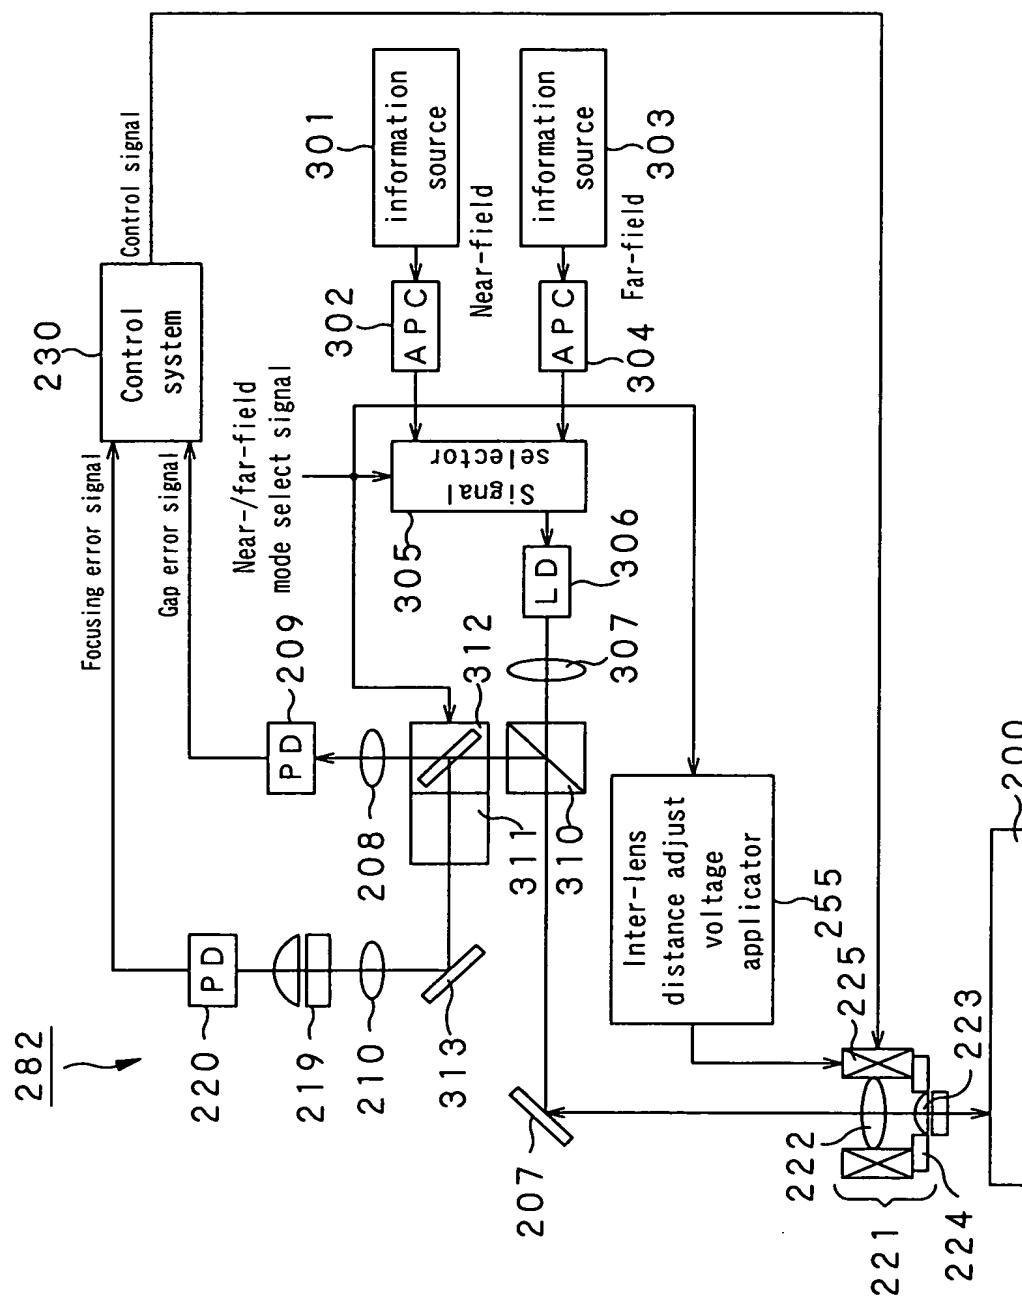 282
Control signal
230
Control
system
Focusing error signal
Gap error signal
Near-/far-field
mode select signal
301
information
source
Near-field
302
APC
303
information
source
Far-field
304
APC
Signal
selector
305
306
LD
307
209
PD
208
312
311
310
220
PD
219
210
313
207
Inter-lens
distance adjust
voltage
applicator
255
225
223
222
221
224
200